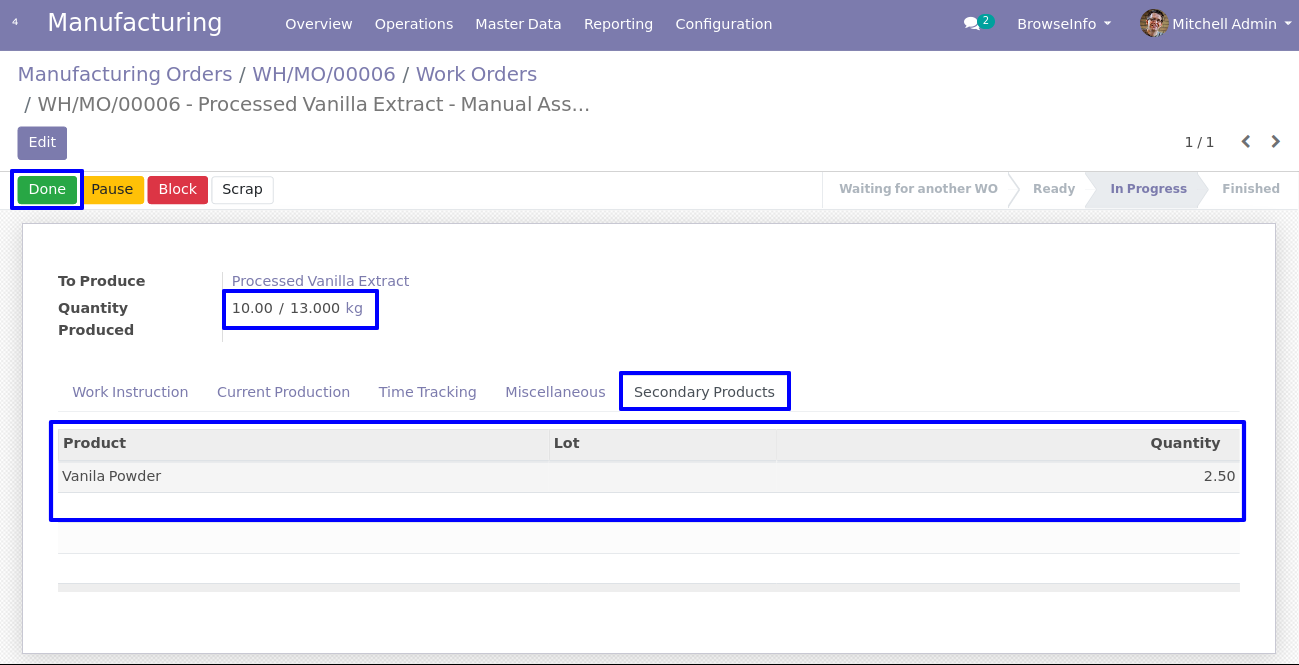 4 Manufacturing Overview Operations Master Data Reporting Configuration 2 BrowseInfo Mitchell Admin
Manufacturing Orders / WH/MO/00006 / Work Orders
/ WH/MO/00006 - Processed Vanilla Extract - Manual Ass...
Edit 1 / 1
Done Pause Block Scrap Waiting for another WO Ready In Progress Finished
To Produce Processed Vanilla Extract
Quantity 10.00 / 13.000 kg
Produced
Work Instruction Current Production Time Tracking Miscellaneous Secondary Products
Product Lot Quantity
Vanila Powder 2.50